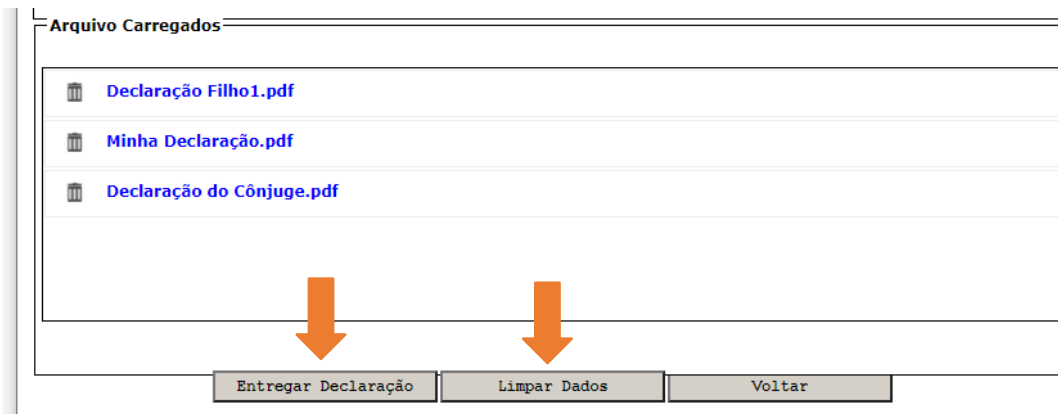 Arquivo Carregados
Declaração Filho1.pdf
Minha Declaração.pdf
Declaração do Cônjuge.pdf
Entregar Declaração Limpar Dados Voltar